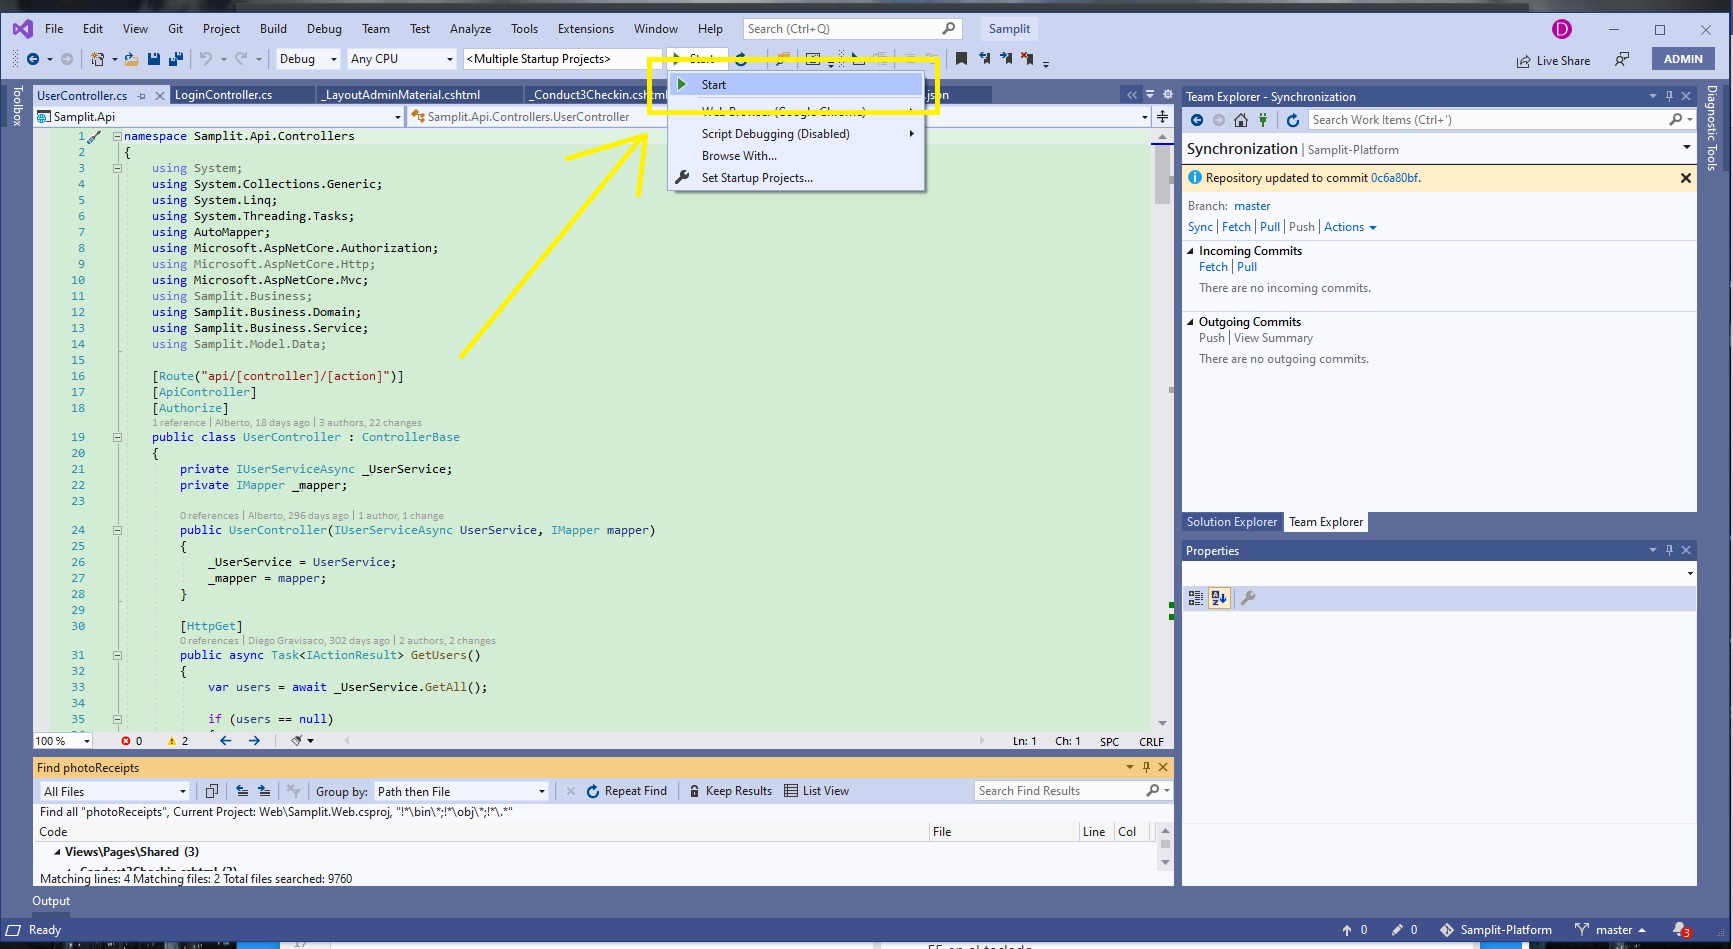 File Edit View Git Project Build Debug Team Test Analyze Tools Extensions Window Help Search (Ctrl+Q) Samplit D
Debug Any CPU <Multiple Startup Projects> Start Live Share ADMIN
Toolbox
UserController.cs LoginController.cs _LayoutAdminMaterial.cshtml _Conduct3Checkin.cshtml
Samplit.Api Samplit.Api.Controllers.UserController
Start
Web Browser (Google Chrome)
Script Debugging (Disabled)
Browse With...
Set Startup Projects...
1 namespace Samplit.Api.Controllers
2 {
3 using System;
4 using System.Collections.Generic;
5 using System.Linq;
6 using System.Threading.Tasks;
7 using AutoMapper;
8 using Microsoft.AspNetCore.Authorization;
9 using Microsoft.AspNetCore.Http;
10 using Microsoft.AspNetCore.Mvc;
11 using Samplit.Business;
12 using Samplit.Business.Domain;
13 using Samplit.Business.Service;
14 using Samplit.Model.Data;
15
16 [Route("api/[controller]/[action]")]
17 [ApiController]
18 [Authorize]
1 reference | Alberto, 18 days ago | 3 authors, 22 changes
19 public class UserController : ControllerBase
20 {
21 private IUserServiceAsync _UserService;
22 private IMapper _mapper;
23
0 references | Alberto, 296 days ago | 1 author, 1 change
24 public UserController(IUserServiceAsync UserService, IMapper mapper)
25 {
26 _UserService = UserService;
27 _mapper = mapper;
28 }
29
30 [HttpGet]
0 references | Diego Gravisaco, 302 days ago | 2 authors, 2 changes
31 public async Task<IActionResult> GetUsers()
32 {
33 var users = await _UserService.GetAll();
34
35 if (users == null)
100 % 0 2 Ln: 1 Ch: 1 SPC CRLF
Team Explorer - Synchronization
Search Work Items (Ctrl+')
Synchronization | Samplit-Platform
Repository updated to commit 0c6a80bf.
Branch: master
Sync | Fetch | Pull | Push | Actions
Incoming Commits
Fetch | Pull
There are no incoming commits.
Outgoing Commits
Push | View Summary
There are no outgoing commits.
Solution Explorer Team Explorer
Properties
Diagnostic Tools
Find photoReceipts
All Files Group by: Path then File Repeat Find Keep Results List View Search Find Results
Find all "photoReceipts", Current Project: Web\Samplit.Web.csproj, "!*\bin\*;!*\obj\*;!*\.*"
Code File Line Col
Views\Pages\Shared (3)
Matching lines: 4 Matching files: 2 Total files searched: 9760
Output
Ready 0 0 Samplit-Platform master 3
17